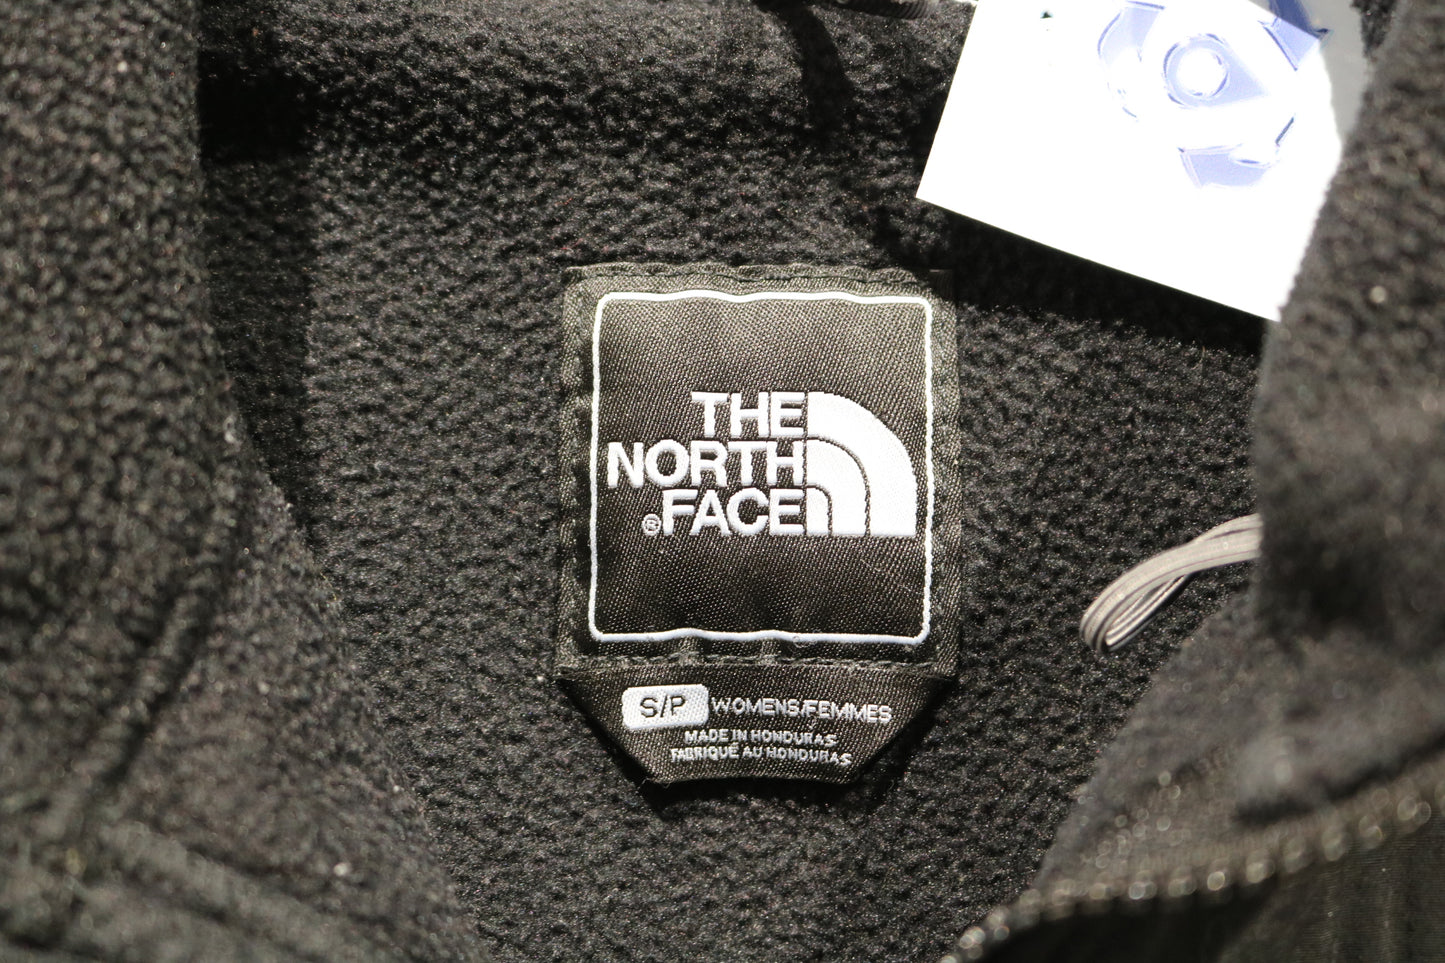 THE
NORTH
®FACE
S/P WOMENS/FEMMES
MADE IN HONDURAS
FABRIQUÉ AU HONDURAS